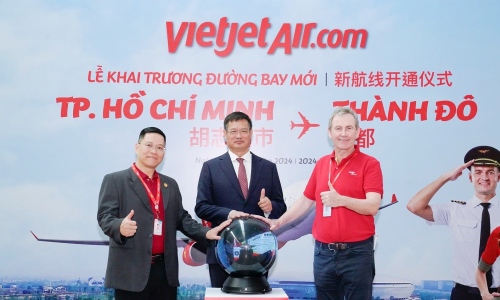 vietjetAir.com
LỄ KHAI TRƯƠNG ĐƯỜNG BAY MỚI | 新航线开通仪式
TP. HỒ CHÍ MINH THÀNH ĐÔ
胡志 市 都
2024 | 2024